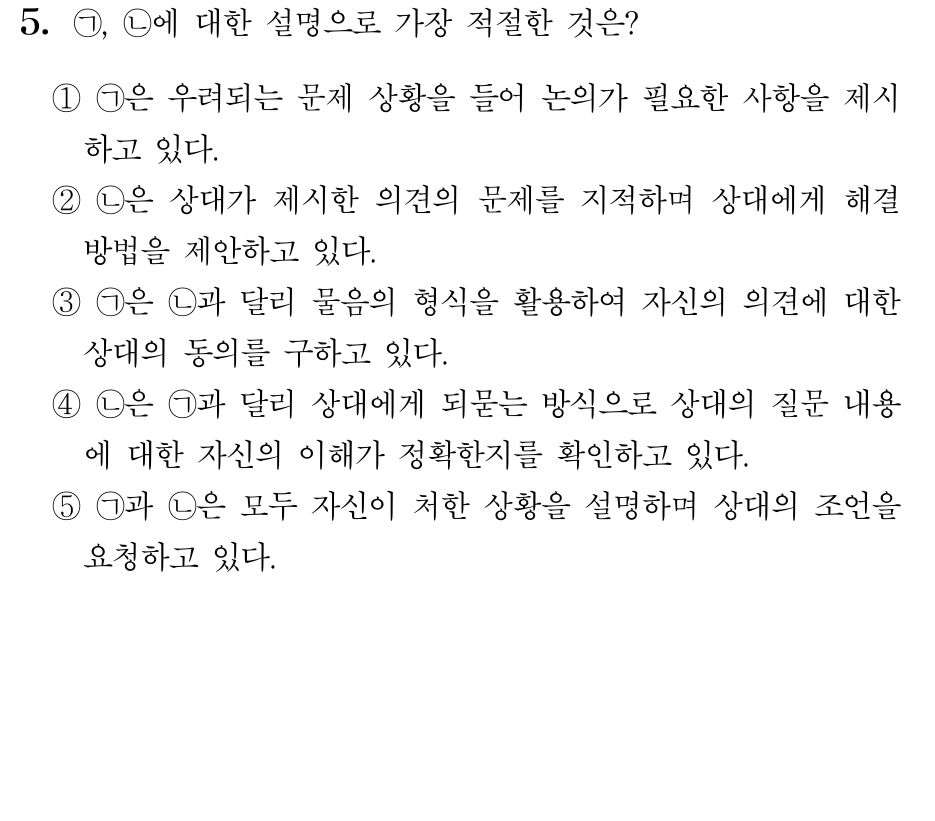 5. ㉠, ㉡에 대한 설명으로 가장 적절한 것은?
① ㉠은 우려되는 문제 상황을 들어 논의가 필요한 사항을 제시
하고 있다.
② ㉡은 상대가 제시한 의견의 문제를 지적하며 상대에게 해결
방법을 제안하고 있다.
③ ㉠은 ㉡과 달리 물음의 형식을 활용하여 자신의 의견에 대한
상대의 동의를 구하고 있다.
④ ㉡은 ㉠과 달리 상대에게 되묻는 방식으로 상대의 질문 내용
에 대한 자신의 이해가 정확한지를 확인하고 있다.
⑤ ㉠과 ㉡은 모두 자신이 처한 상황을 설명하며 상대의 조언을
요청하고 있다.